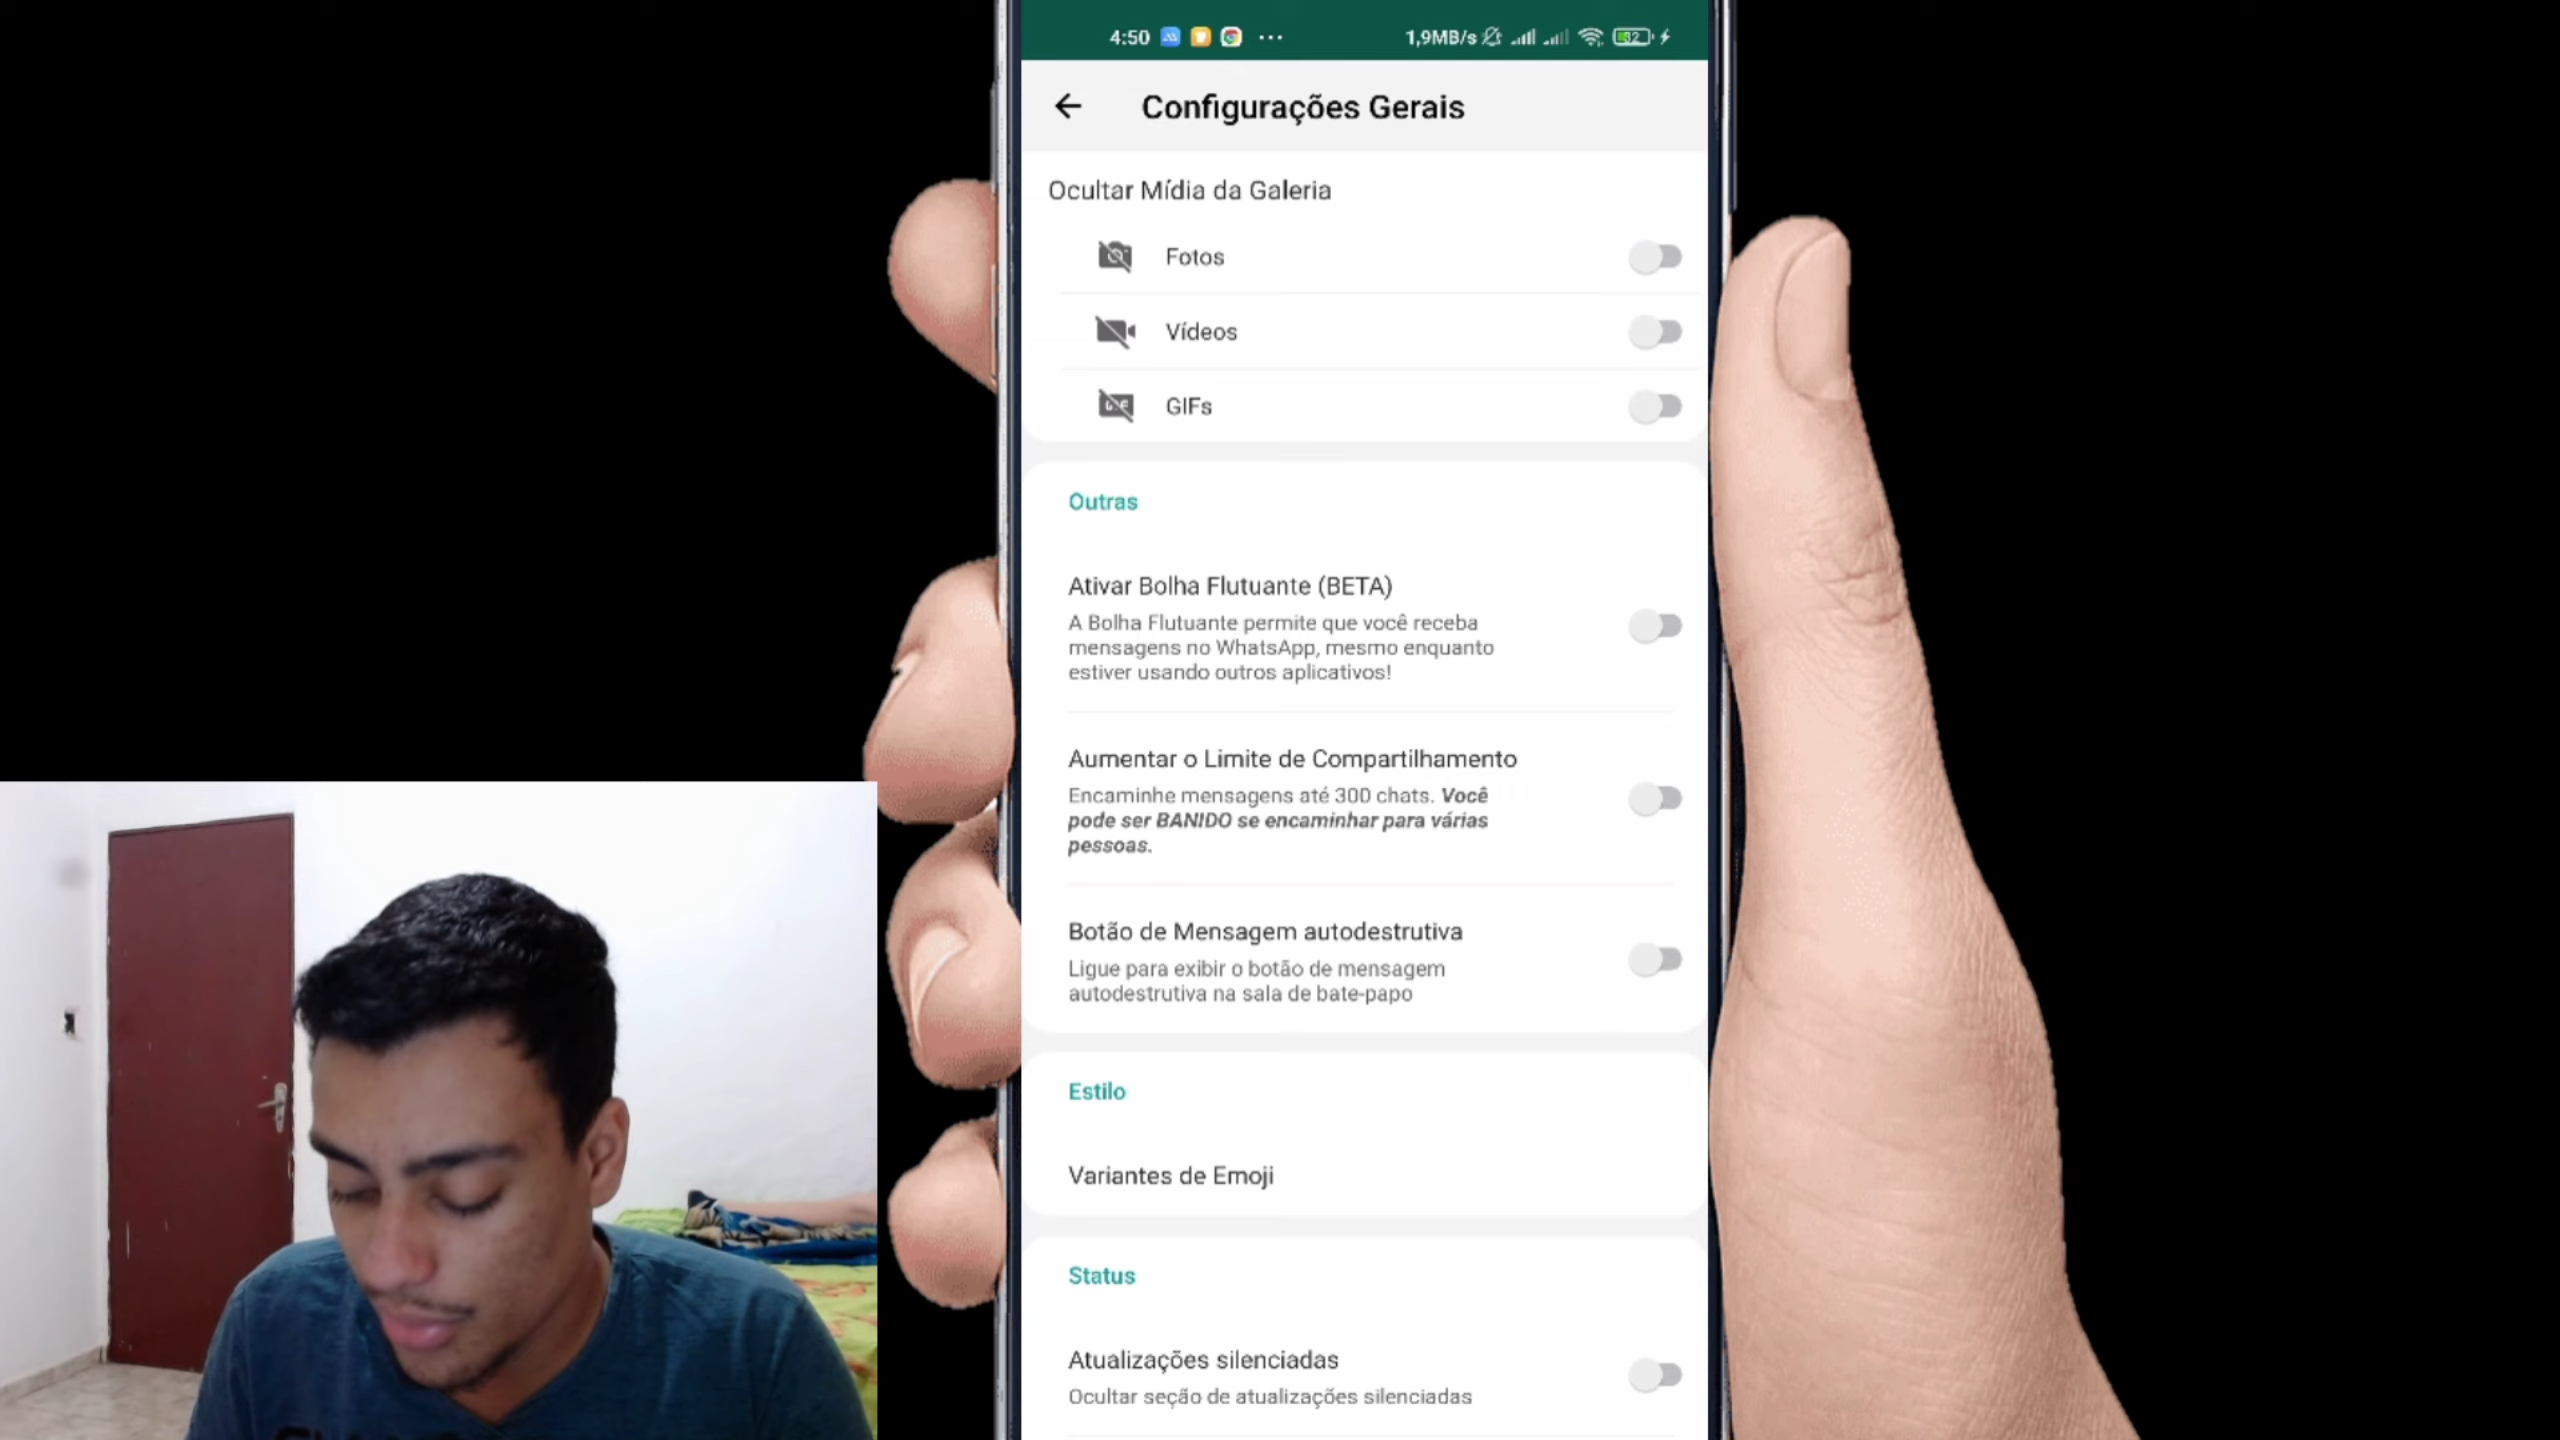 4:50 ... 1,9MB/s 32
Configurações Gerais
Ocultar Mídia da Galeria
Fotos
Vídeos
GIF GIFs
Outras
Ativar Bolha Flutuante (BETA)
A Bolha Flutuante permite que você receba
mensagens no WhatsApp, mesmo enquanto
estiver usando outros aplicativos!
Aumentar o Limite de Compartilhamento
Encaminhe mensagens até 300 chats. Você
pode ser BANIDO se encaminhar para várias
pessoas.
Botão de Mensagem autodestrutiva
Ligue para exibir o botão de mensagem
autodestrutiva na sala de bate-papo
Estilo
Variantes de Emoji
Status
Atualizações silenciadas
Ocultar seção de atualizações silenciadas